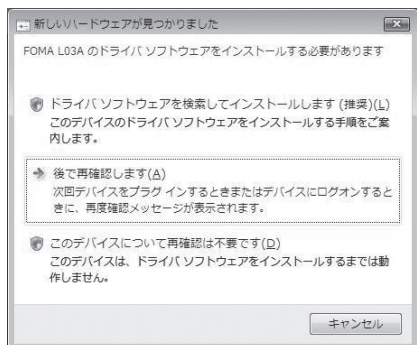 新しいハードウェアが見つかりました
FOMA L03A のドライバ ソフトウェアをインストールする必要があります
ドライバ ソフトウェアを検索してインストールします (推奨)(L)
このデバイスのドライバ ソフトウェアをインストールする手順をご案
内します。
後で再確認します(A)
次回デバイスをプラグ インするときまたはデバイスにログオンすると
きに、再度確認メッセージが表示されます。
このデバイスについて再確認は不要です(D)
このデバイスは、ドライバ ソフトウェアをインストールするまでは動
作しません。
キャンセル